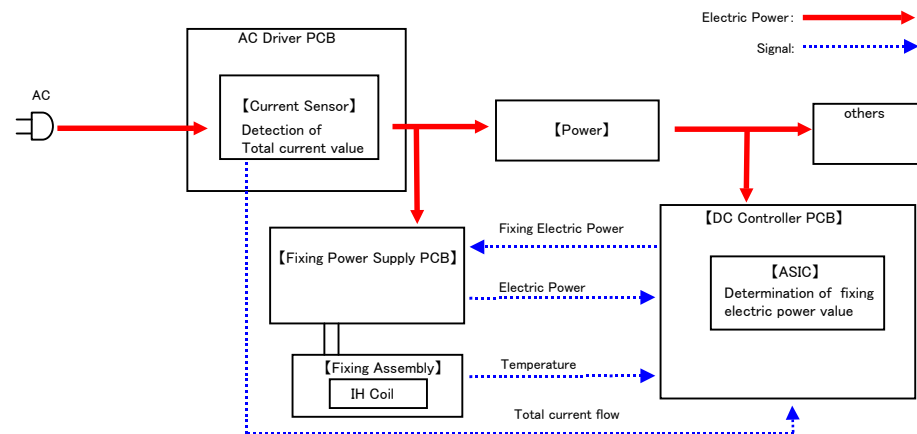 Electric Power:
Signal:
AC Driver PCB
AC
【Current Sensor】
Detection of
Total current value
【Power】
others
【DC Controller PCB】
Fixing Electric Power
【Fixing Power Supply PCB】
【ASIC】
Determination of fixing
electric power value
Electric Power
【Fixing Assembly】
IH Coil
Temperature
Total current flow